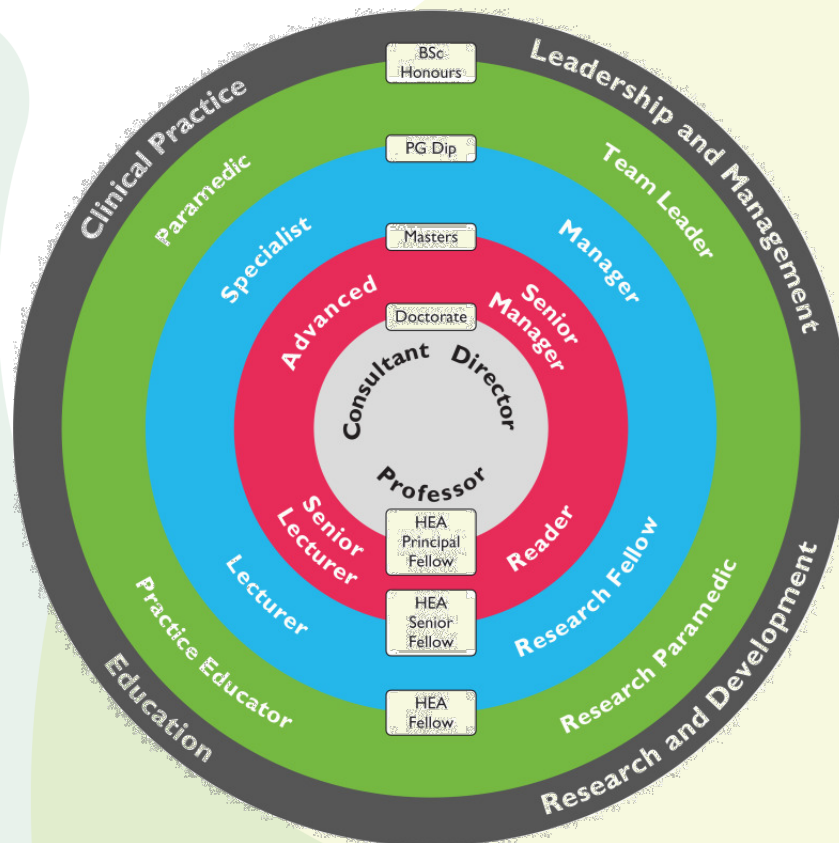 BSc
Honours
Clinical Practice
Leadership and Management
PG Dip
Paramedic
Team Leader
Masters
Specialist
Manager
Doctorate
Advanced
Senior
Manager
Consultant
Director
Professor
HEA
Principal
Fellow
Senior
Lecturer
Reader
HEA
Senior
Fellow
Lecturer
Research Fellow
HEA
Fellow
Practice Educator
Research Paramedic
Education
Research and Development